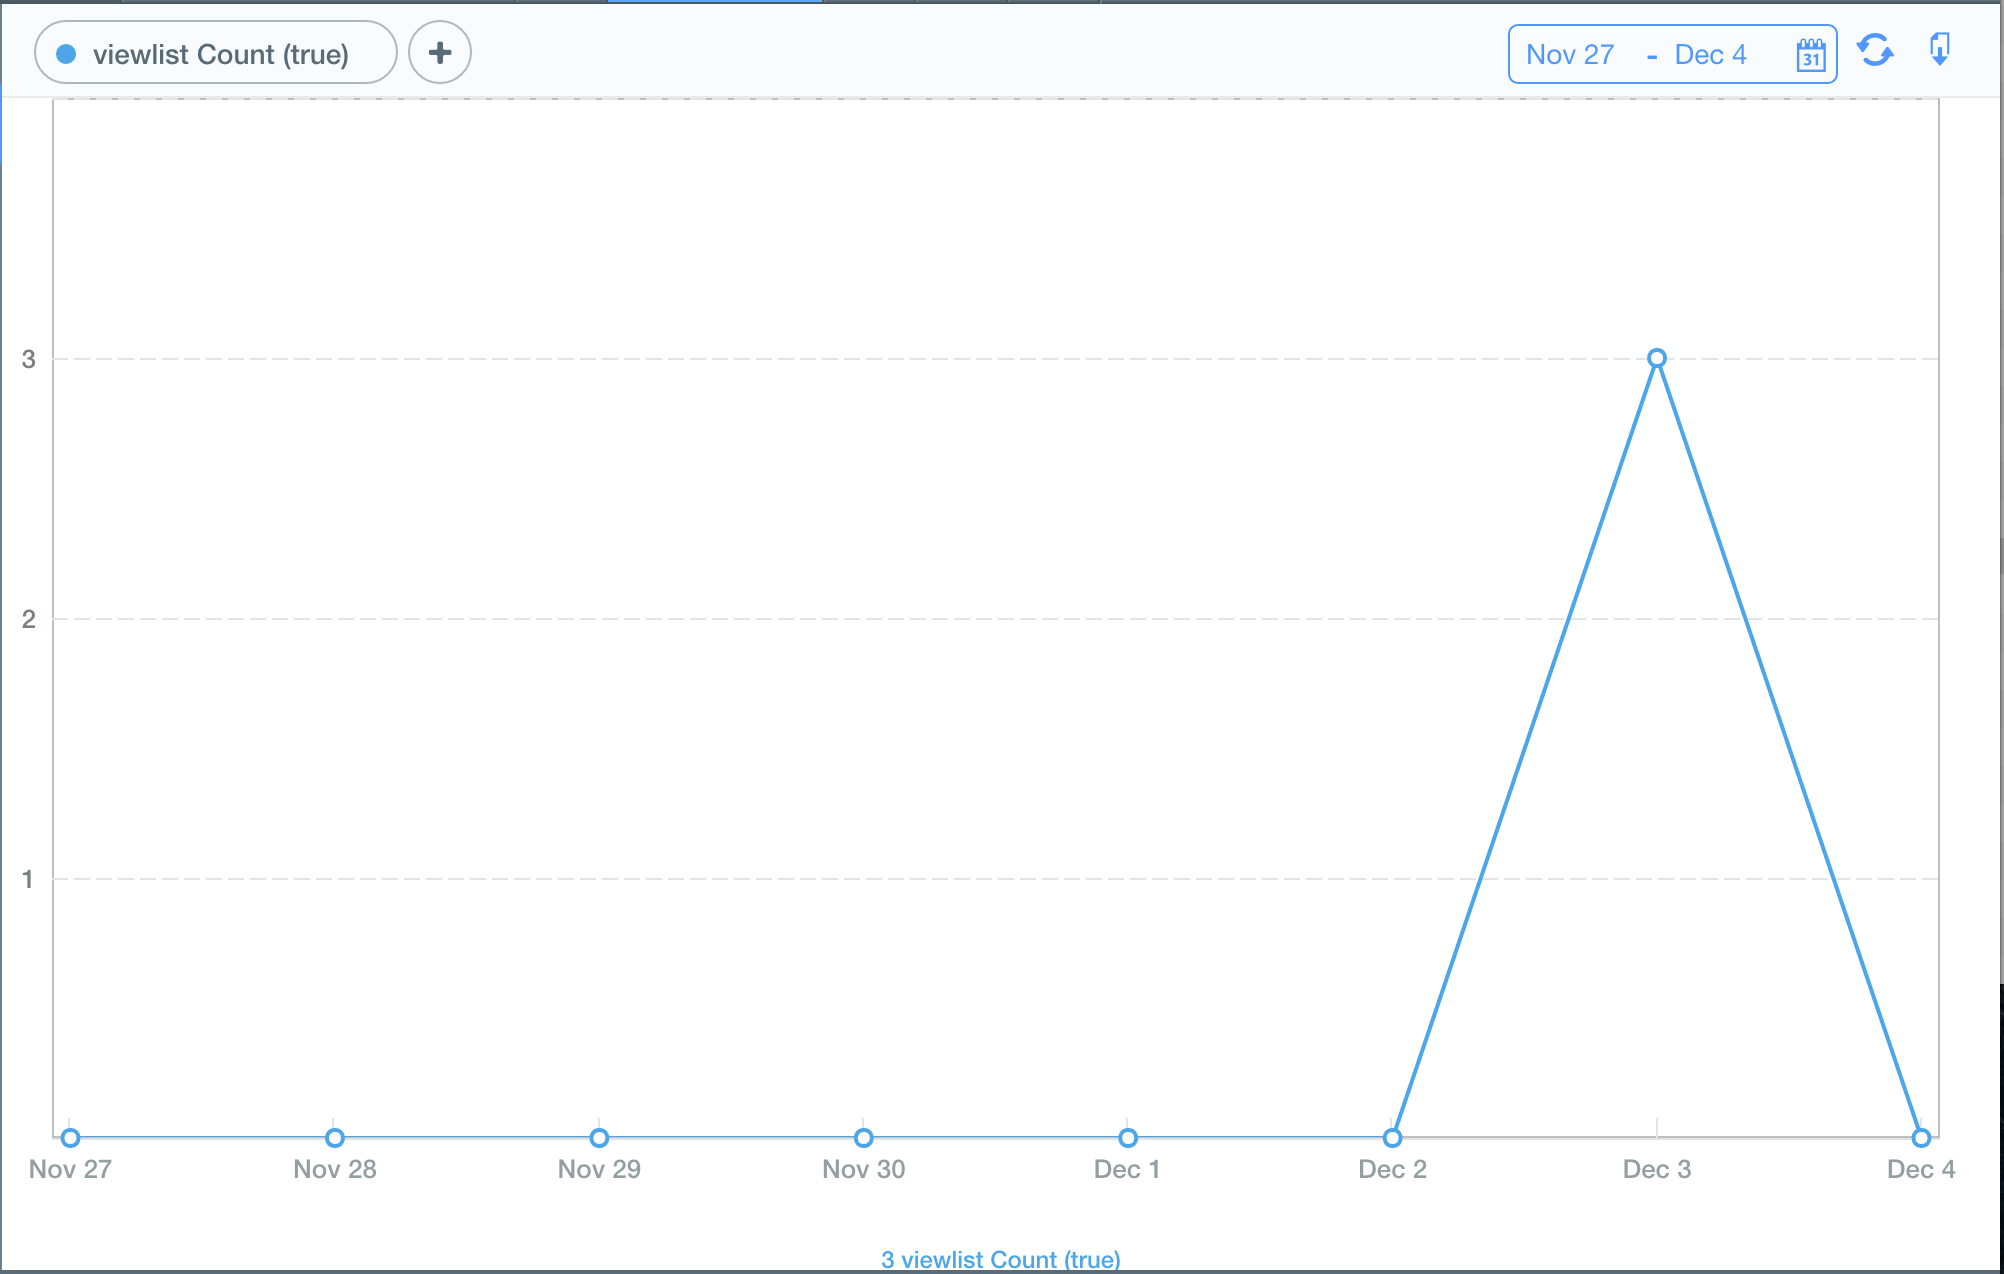 viewlist Count (true)
Nov 27 - Dec 4
31
3
2
1
Nov 27 Nov 28 Nov 29 Nov 30 Dec 1 Dec 2 Dec 3 Dec 4
3 viewlist Count (true)